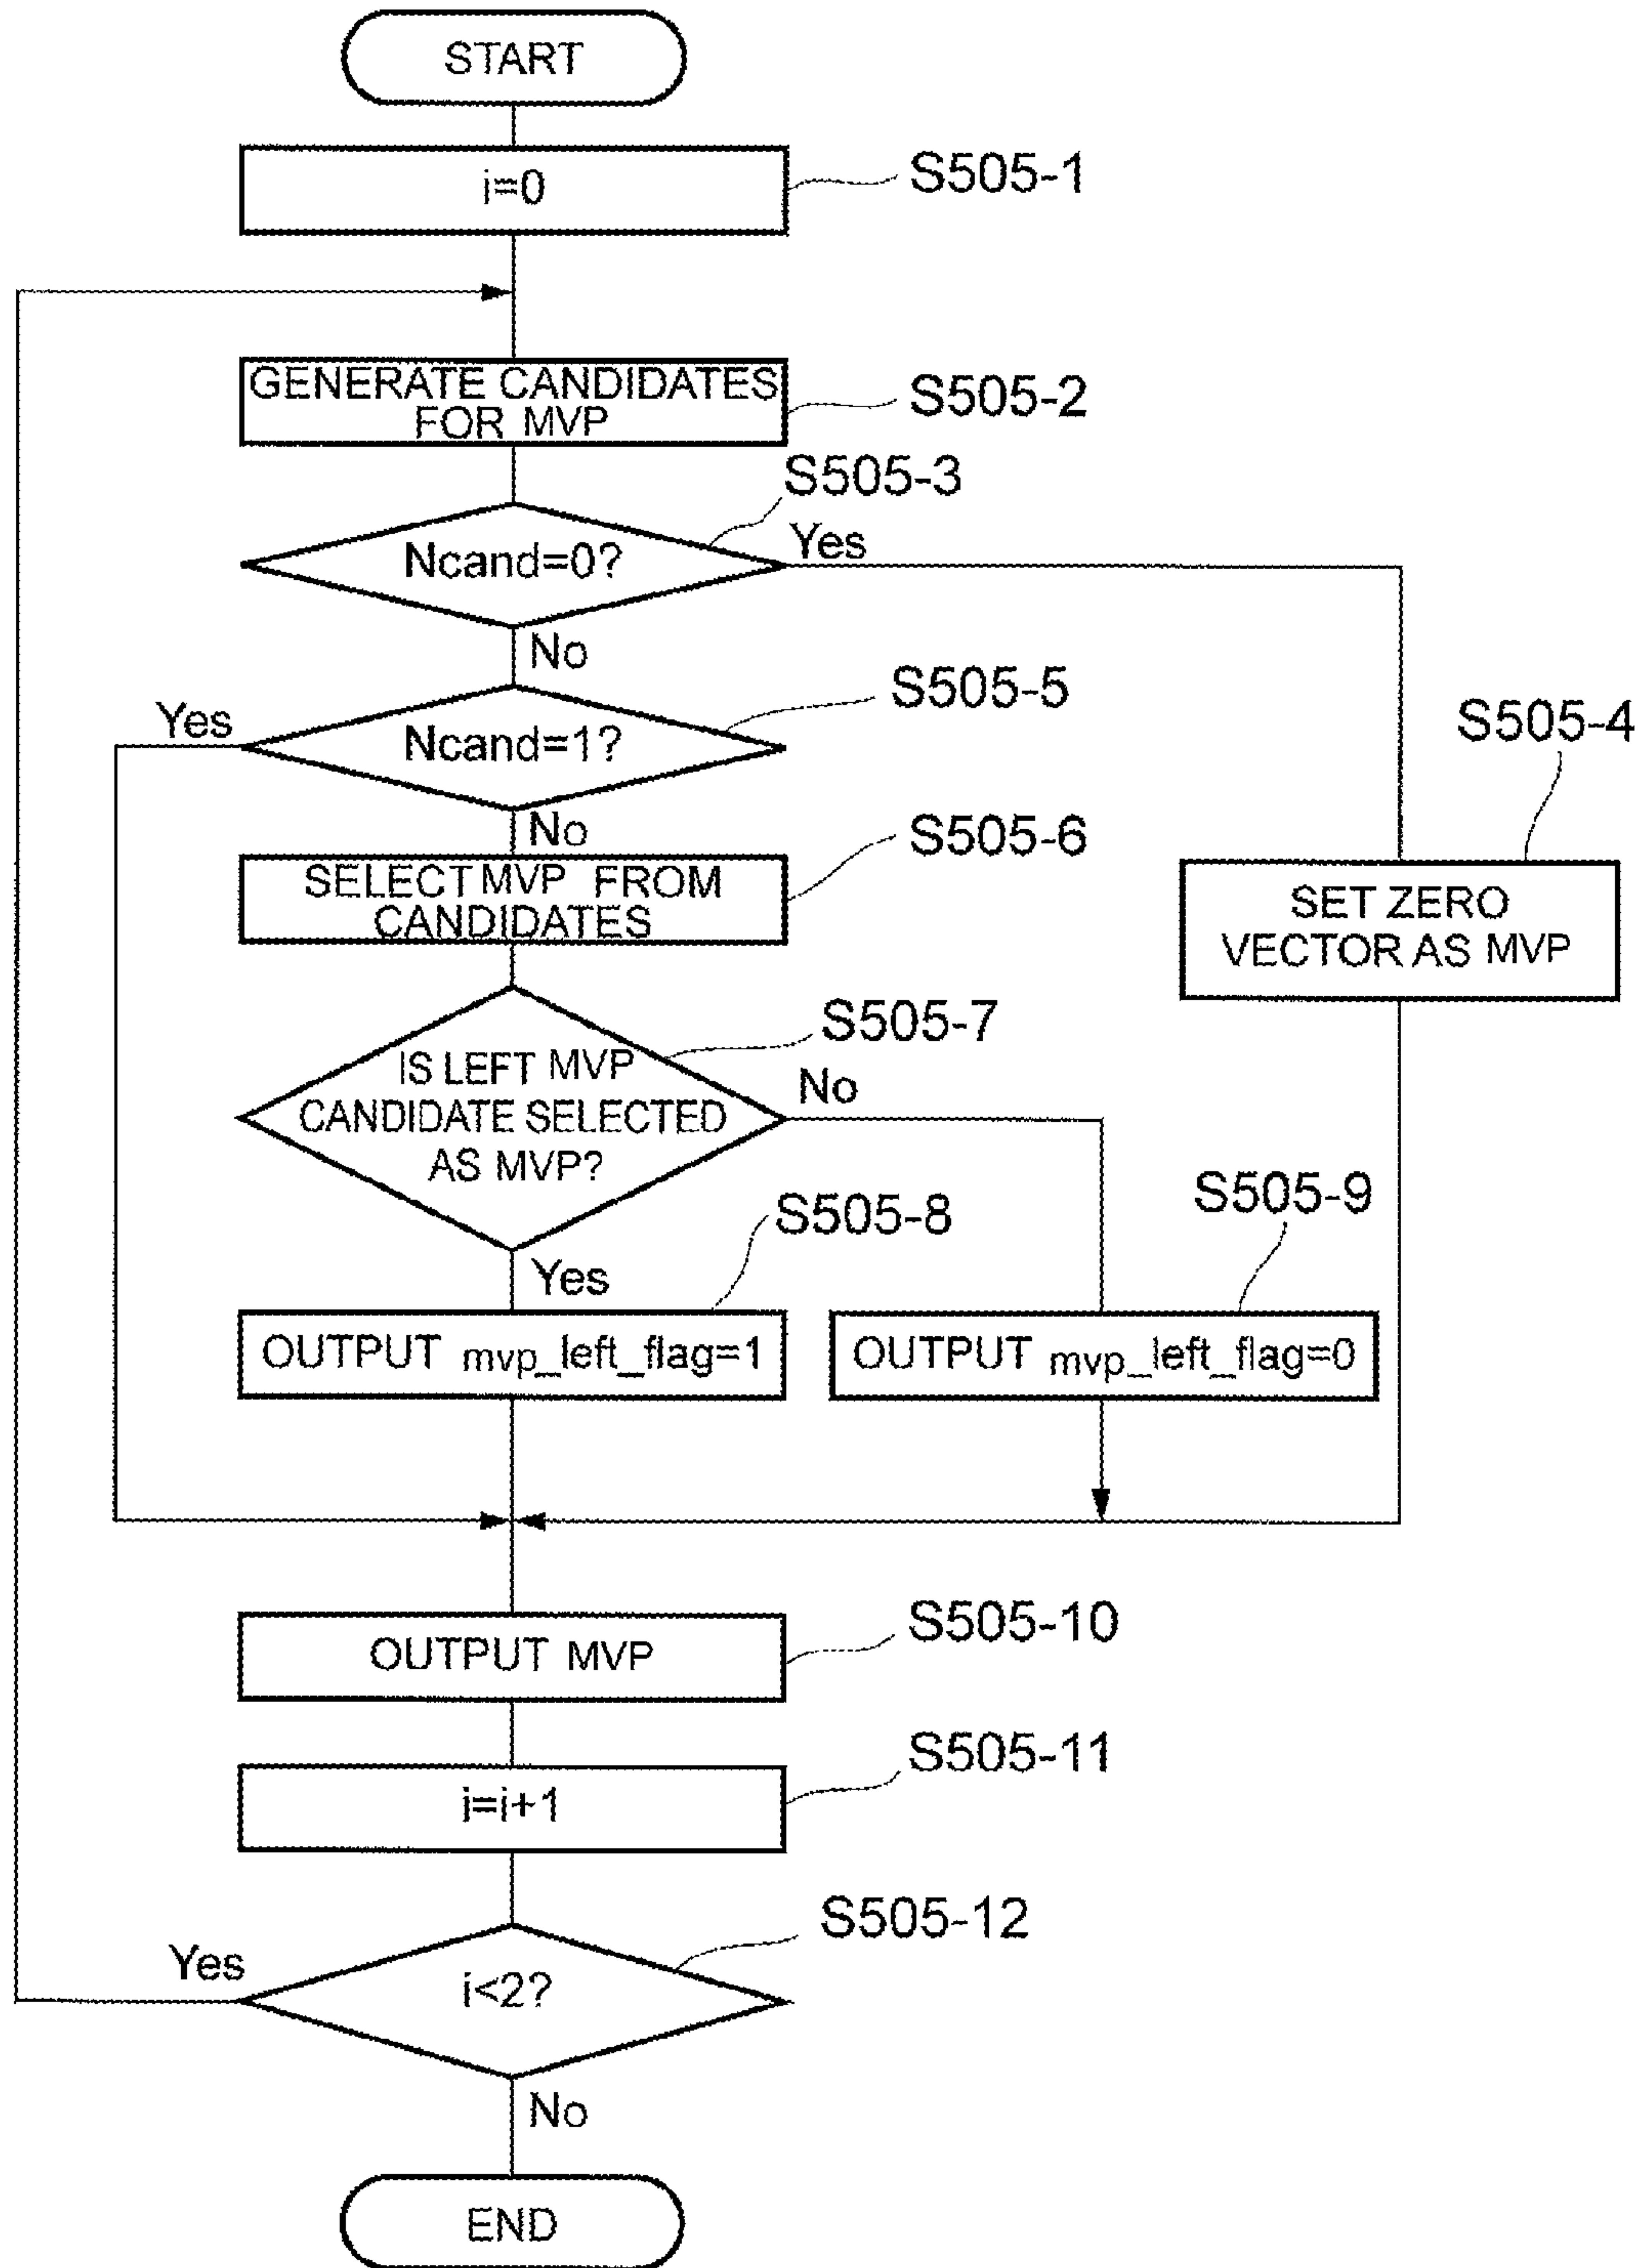 START
i=0
S505-1
GENERATE CANDIDATES
FOR MVP
S505-2
S505-3
Ncand=0?
Yes
No
S505-5
Yes
Ncand=1?
S505-4
No
S505-6
SELECT MVP FROM
CANDIDATES
SET ZERO
VECTOR AS MVP
S505-7
IS LEFT MVP
CANDIDATE SELECTED
AS MVP?
No
S505-8
S505-9
Yes
OUTPUT mvp_left_flag=1
OUTPUT mvp_left_flag=0
S505-10
OUTPUT MVP
S505-11
i=i+1
S505-12
Yes
i<2?
No
END